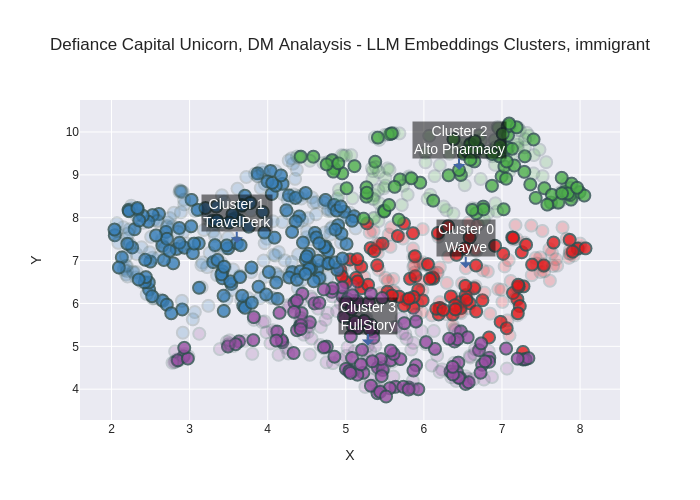 Defiance Capital Unicorn, DM Analaysis - LLM Embeddings Clusters, immigrant
10
9
8
7
6
5
4
Y
Cluster 2
Alto Pharmacy
Cluster 1
TravelPerk
Cluster 0
Wayve
Cluster 3
FullStory
2
3
4
5
6
7
8
X